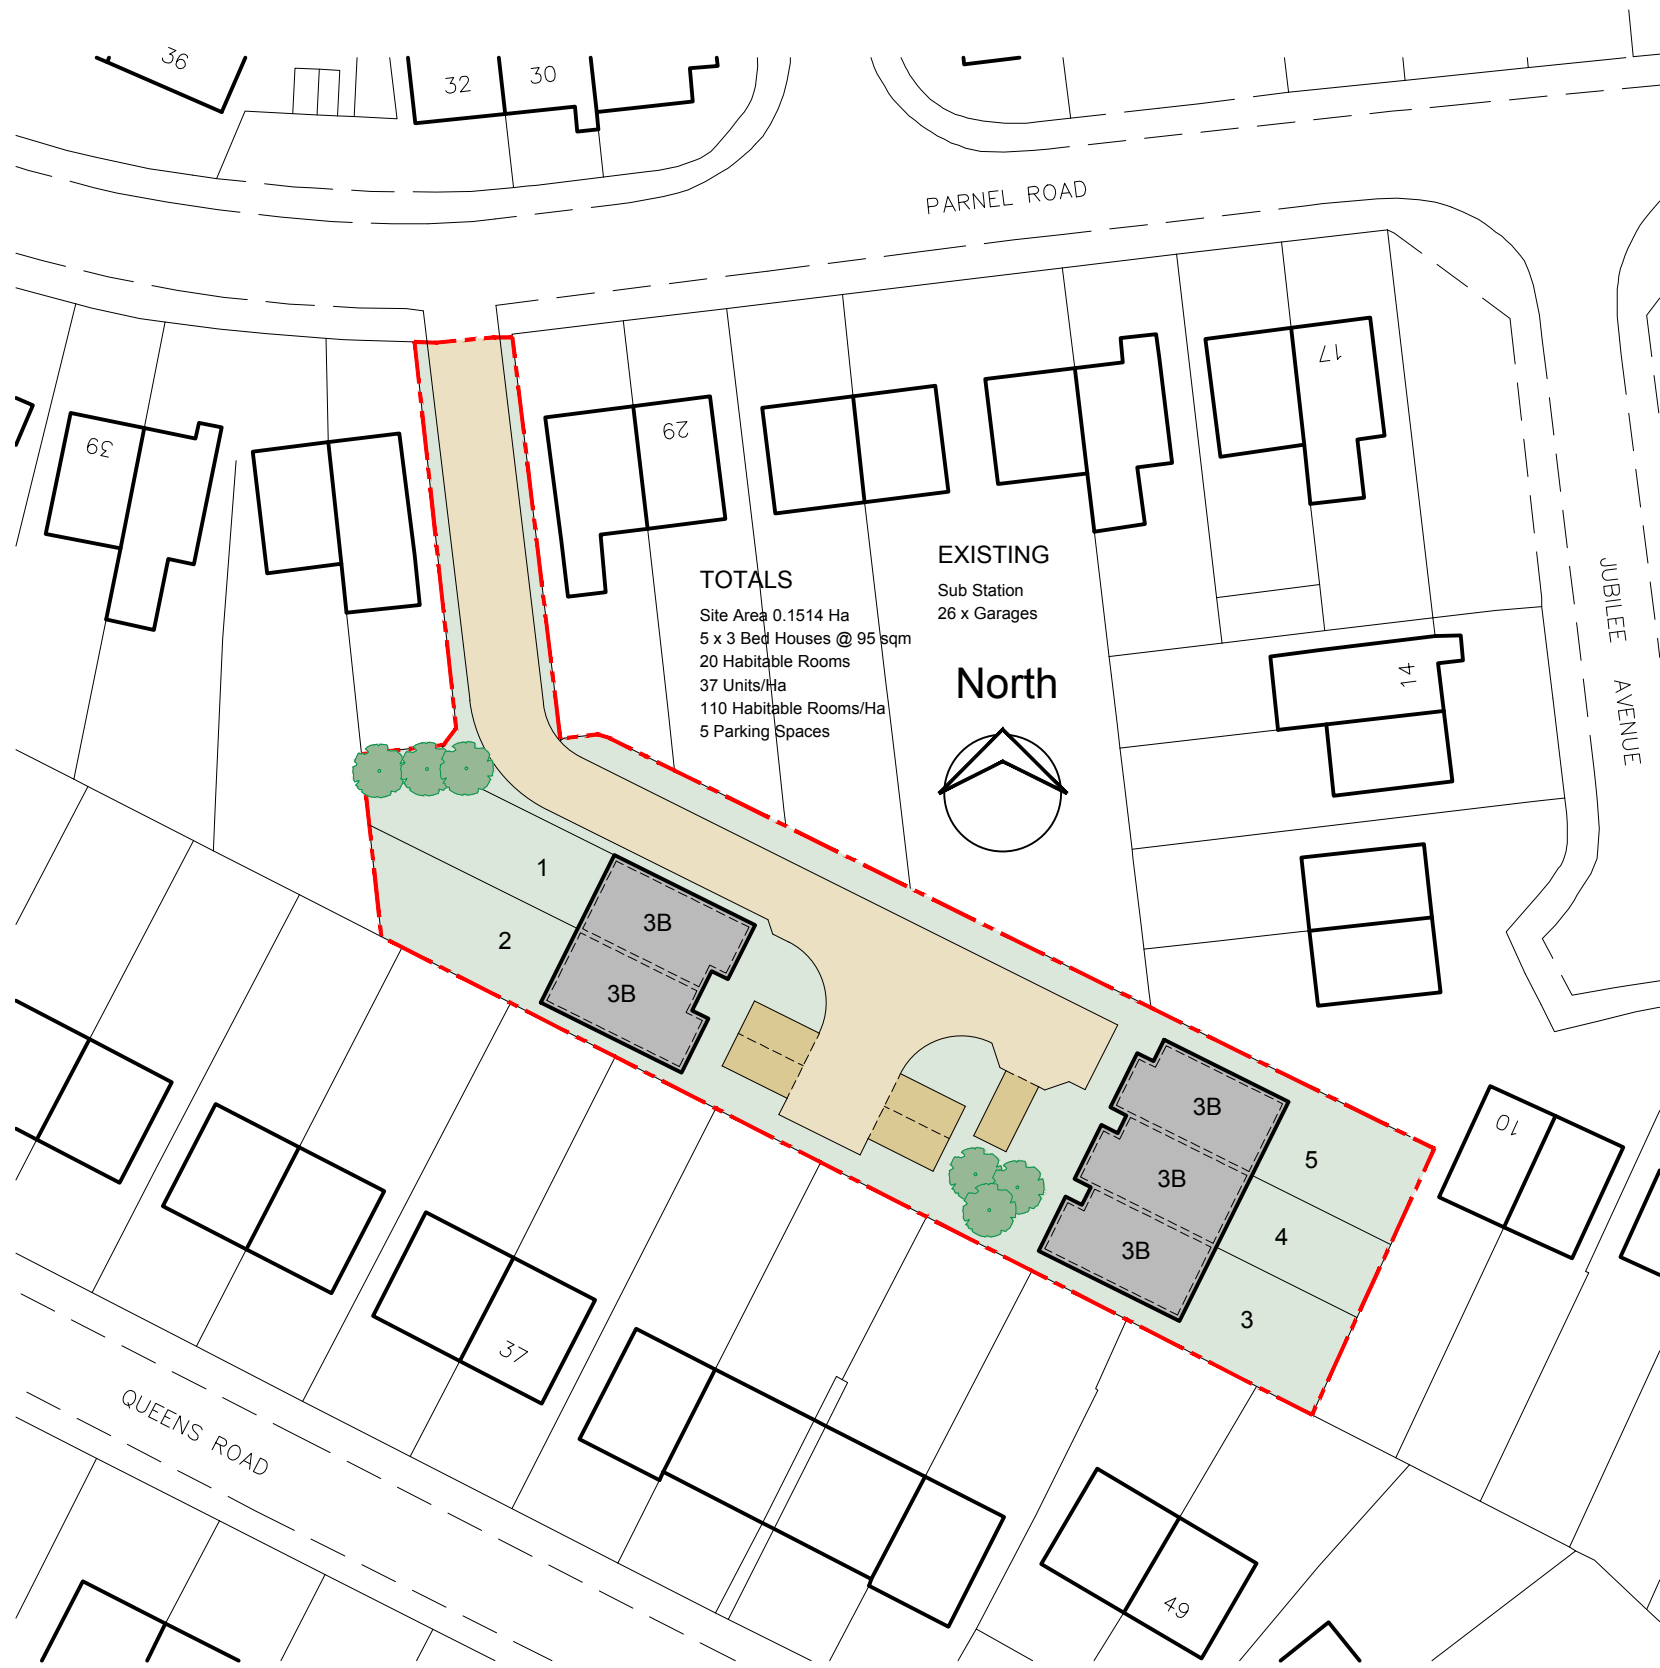 36
32
30
PARNEL ROAD
39
29
17
TOTALS
Site Area 0.1514 Ha
5 x 3 Bed Houses @ 95 sqm
20 Habitable Rooms
37 Units/Ha
110 Habitable Rooms/Ha
5 Parking Spaces
EXISTING
Sub Station
26 x Garages
North
JUBILEE AVENUE
14
1
2
3B
3B
3B
3B
3B
5
4
3
10
37
QUEENS ROAD
49